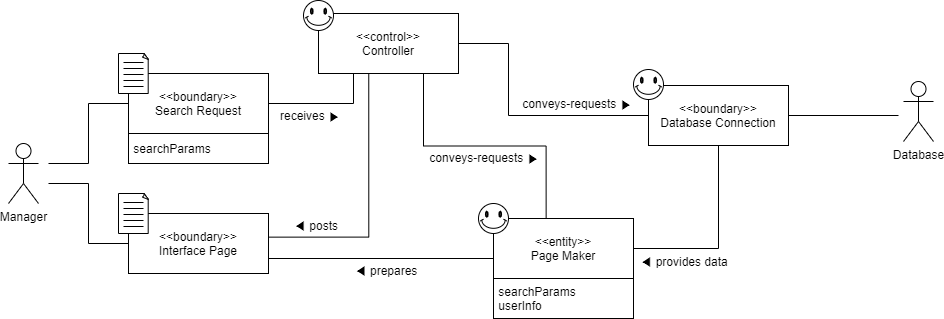 <<control>>
Controller
<<boundary>>
Search Request
searchParams
receives ▶
conveys-requests ▶
<<boundary>>
Database Connection
Database
conveys-requests ▶
Manager
<<boundary>>
Interface Page
◀ posts
<<entity>>
Page Maker
searchParams
userInfo
◀ prepares
◀ provides data